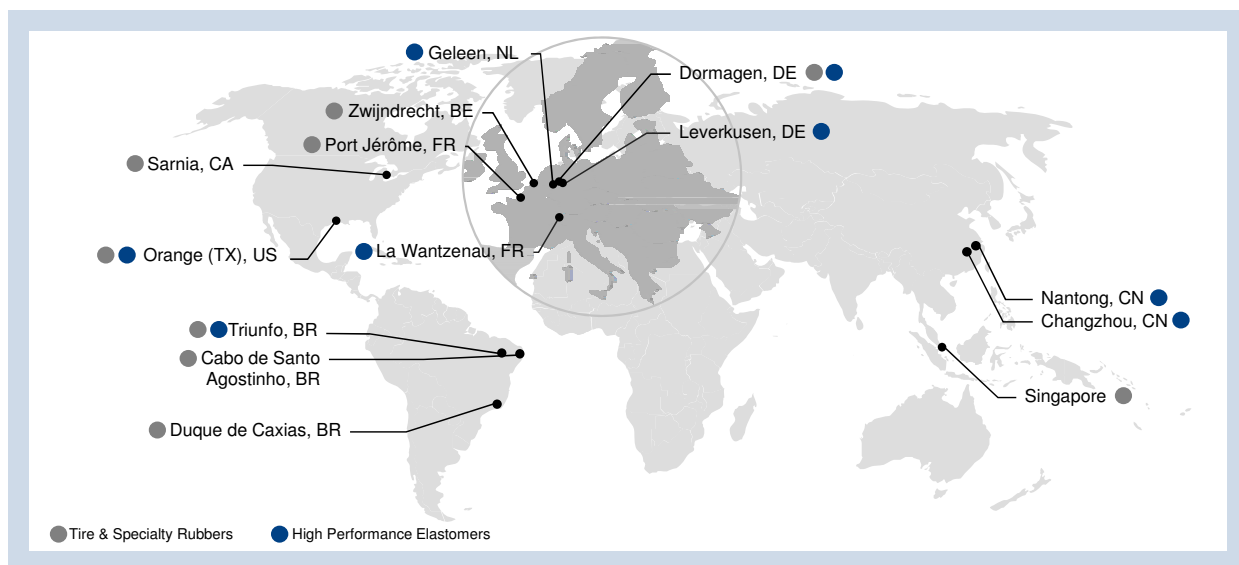 Geleen, NL
Dormagen, DE
Zwijndrecht, BE
Leverkusen, DE
Port Jérôme, FR
Sarnia, CA
Orange (TX), US
La Wantzenau, FR
Nantong, CN
Changzhou, CN
Triunfo, BR
Cabo de Santo
Agostinho, BR
Singapore
Duque de Caxias, BR
Tire & Specialty Rubbers
High Performance Elastomers